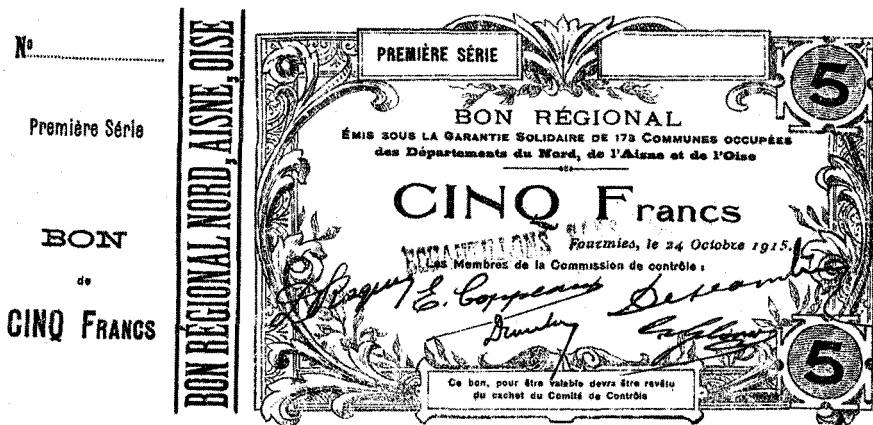 Nº
Première Série
BON
de
CINQ FRANCS
BON RÉGIONAL NORD, AISNE, OISE
PREMIÈRE SÉRIE
5
BON RÉGIONAL
ÉMIS SOUS LA GARANTIE SOLIDAIRE DE 173 COMMUNES OCCUPÉES
des Départements du Nord, de l'Aisne et de l'Oise
CINQ Francs
ECHANTILLONS
Fourmies, le 24 Octobre 1915.
Les Membres de la Commission de contrôle :
5
Ce bon, pour être valable devra être revêtu
du cachet du Comité de Contrôle